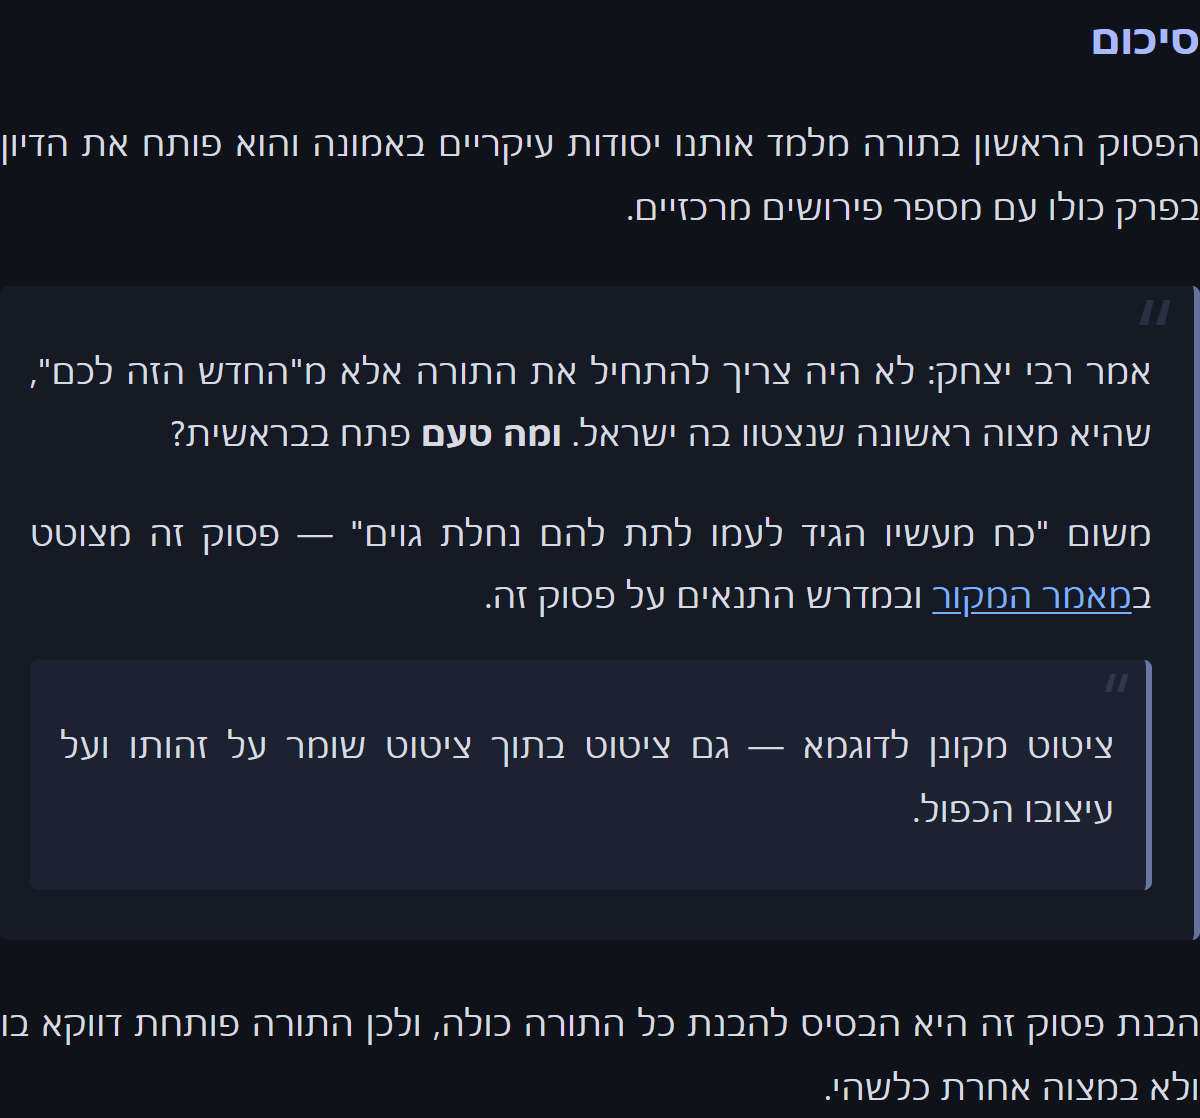 סיכום
הפסוק הראשון בתורה מלמד אותנו יסודות עיקריים באמונה והוא פותח את הדיון
בפרק כולו עם מספר פירושים מרכזיים.
"
אמר רבי יצחק: לא היה צריך להתחיל את התורה אלא מ"החדש הזה לכם",
שהיא מצוה ראשונה שנצטוו בה ישראל. ומה טעם פתח בבראשית?
משום "כח מעשיו הגיד לעמו לתת להם נחלת גוים" — פסוק זה מצוטט
במאמר המקור ובמדרש התנאים על פסוק זה.
"
ציטוט מקונן לדוגמא — גם ציטוט בתוך ציטוט שומר על זהותו ועל
עיצובו הכפול.
הבנת פסוק זה היא הבסיס להבנת כל התורה כולה, ולכן התורה פותחת דווקא בו
ולא במצוה אחרת כלשהי.